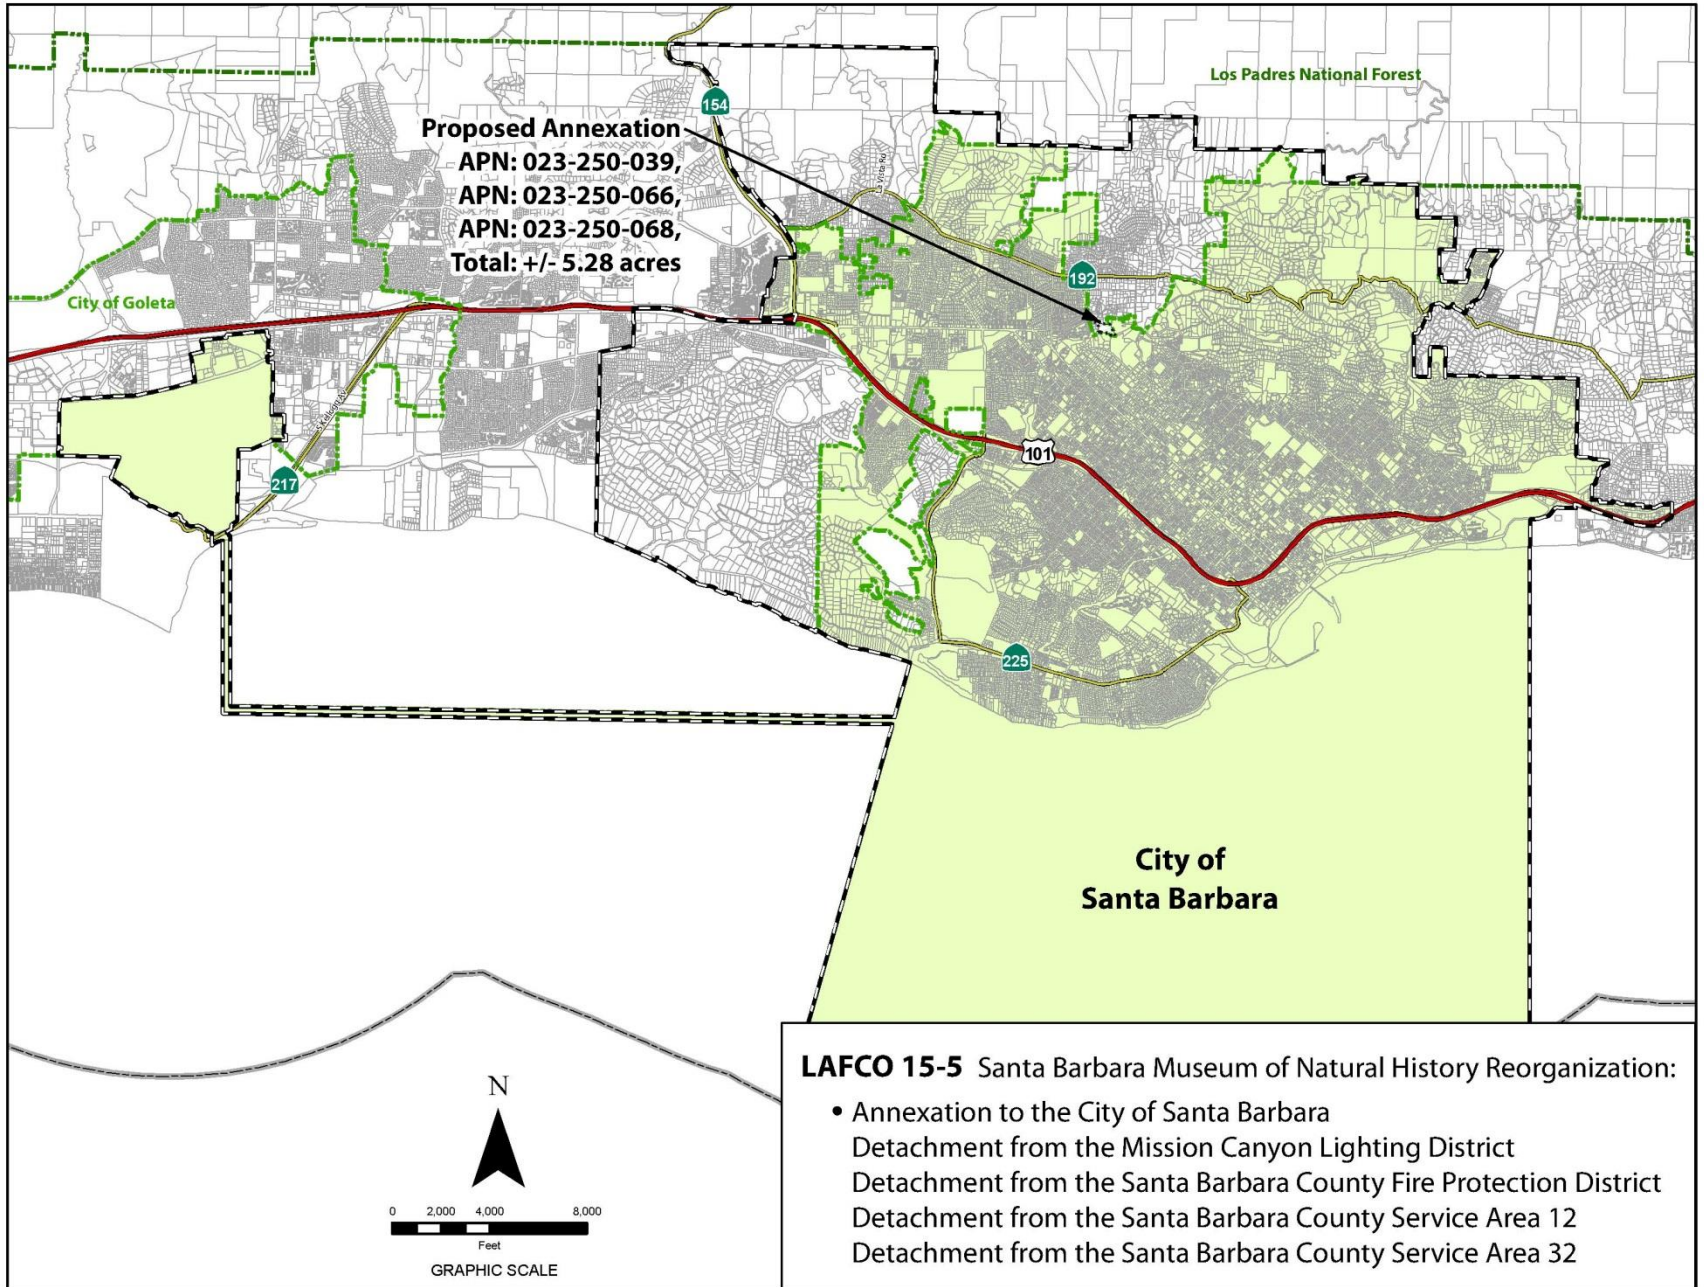 Los Padres National Forest
154
Proposed Annexation
APN: 023-250-039,
APN: 023-250-066,
APN: 023-250-068,
Total: +/- 5.28 acres
La Vista Rd
192
City of Goleta
S Kellogg Av
101
217
225
City of
Santa Barbara
N
0 2,000 4,000 8,000
Feet
GRAPHIC SCALE
LAFCO 15-5 Santa Barbara Museum of Natural History Reorganization:
• Annexation to the City of Santa Barbara
Detachment from the Mission Canyon Lighting District
Detachment from the Santa Barbara County Fire Protection District
Detachment from the Santa Barbara County Service Area 12
Detachment from the Santa Barbara County Service Area 32